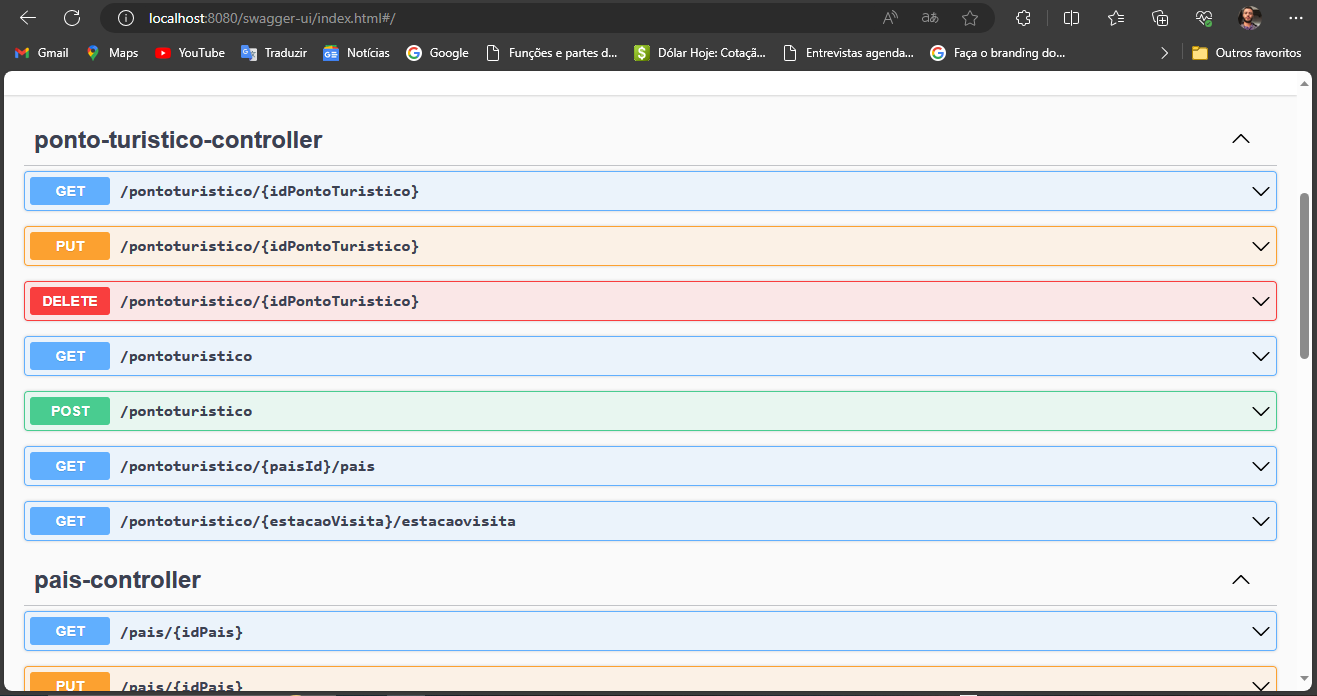 localhost:8080/swagger-ui/index.html#/
Gmail Maps YouTube Traduzir Notícias Google Funções e partes d... Dólar Hoje: Cotaçã... Entrevistas agenda... Faça o branding do... Outros favoritos
ponto-turistico-controller
GET /pontoturistico/{idPontoTuristico}
PUT /pontoturistico/{idPontoTuristico}
DELETE /pontoturistico/{idPontoTuristico}
GET /pontoturistico
POST /pontoturistico
GET /pontoturistico/{paisId}/pais
GET /pontoturistico/{estacaoVisita}/estacaovisita
pais-controller
GET /pais/{idPais}
PUT /pais/{idPais}